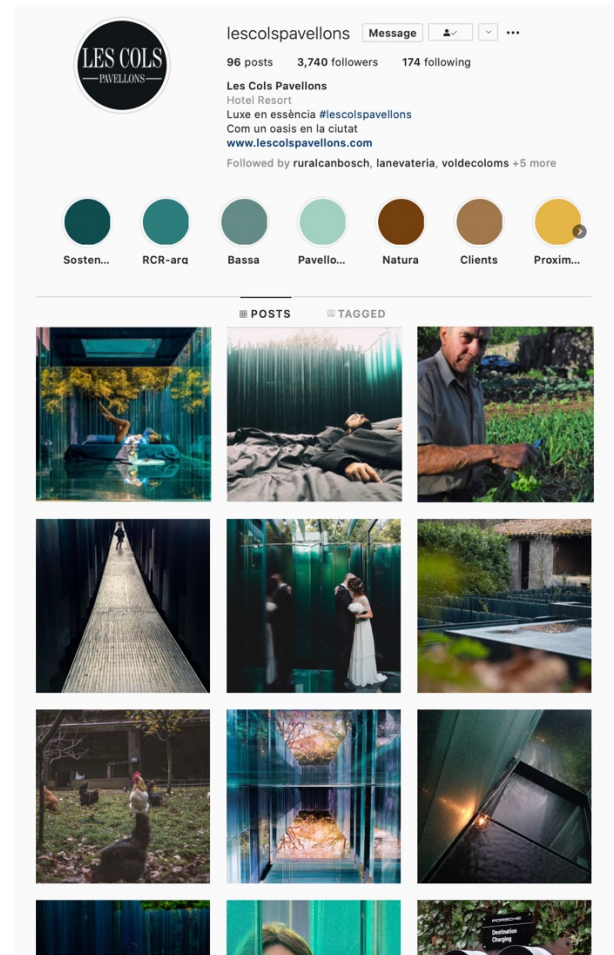 LES COLS
PAVELLONS
lescolspavellons Message
96 posts 3,740 followers 174 following
Les Cols Pavellons
Hotel Resort
Luxe en essència #lescolspavellons
Com un oasis en la ciutat
www.lescolspavellons.com
Followed by ruralcanbosch, lanevateria, voldecoloms +5 more
Sosten... RCR-arq Bassa Pavello... Natura Clients Proxim...
POSTS TAGGED
PORSCHE
Destination
Charging